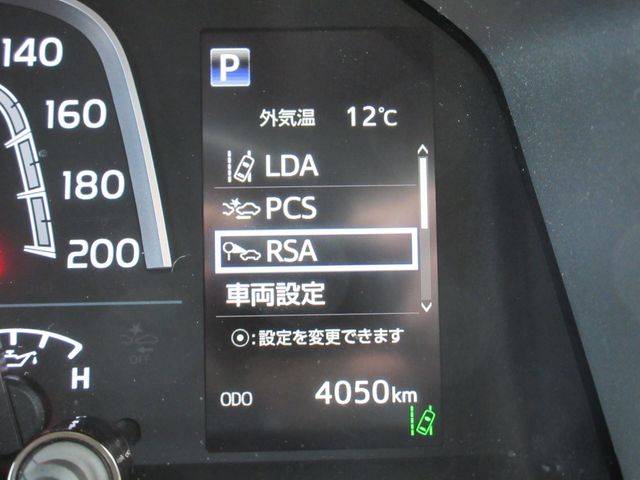 140
160
180
200
P
外気温 12℃
LDA
PCS
RSA
車両設定
⦿:設定を変更できます
ODO 4050km
OFF
H